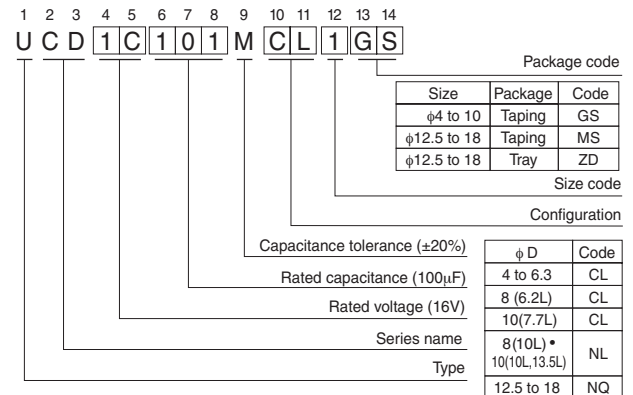 1 2 3 4 5 6 7 8 9 10 11 12 13 14
U C D 1 C 1 0 1 M C L 1 G S
Package code
Size Package Code
φ4 to 10 Taping GS
φ12.5 to 18 Taping MS
φ12.5 to 18 Tray ZD
Size code
Configuration
Capacitance tolerance (±20%)
Rated capacitance (100μF)
Rated voltage (16V)
Series name
Type
φ D Code
4 to 6.3 CL
8 (6.2L) CL
10(7.7L) CL
8(10L) •
10(10L,13.5L) NL
12.5 to 18 NQ